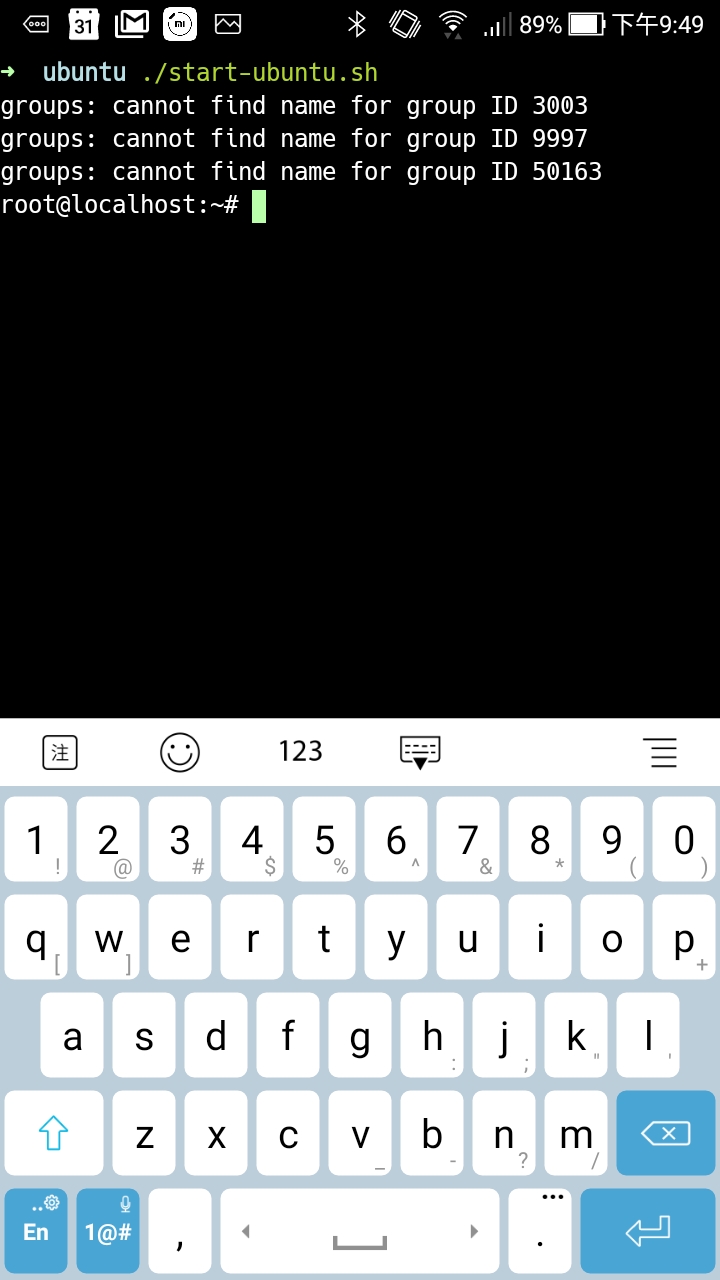 31 89% 下午9:49
➜ ubuntu ./start-ubuntu.sh
groups: cannot find name for group ID 3003
groups: cannot find name for group ID 9997
groups: cannot find name for group ID 50163
root@localhost:~#
注 123
1 ! 2 @ 3 # 4 $ 5 % 6 ^ 7 & 8 * 9 ( 0 )
q [ w ] e r t y u i o p +
a s d f g h : j ; k " l '
z x c v _ b - n ? m /
En 1@# , . ...